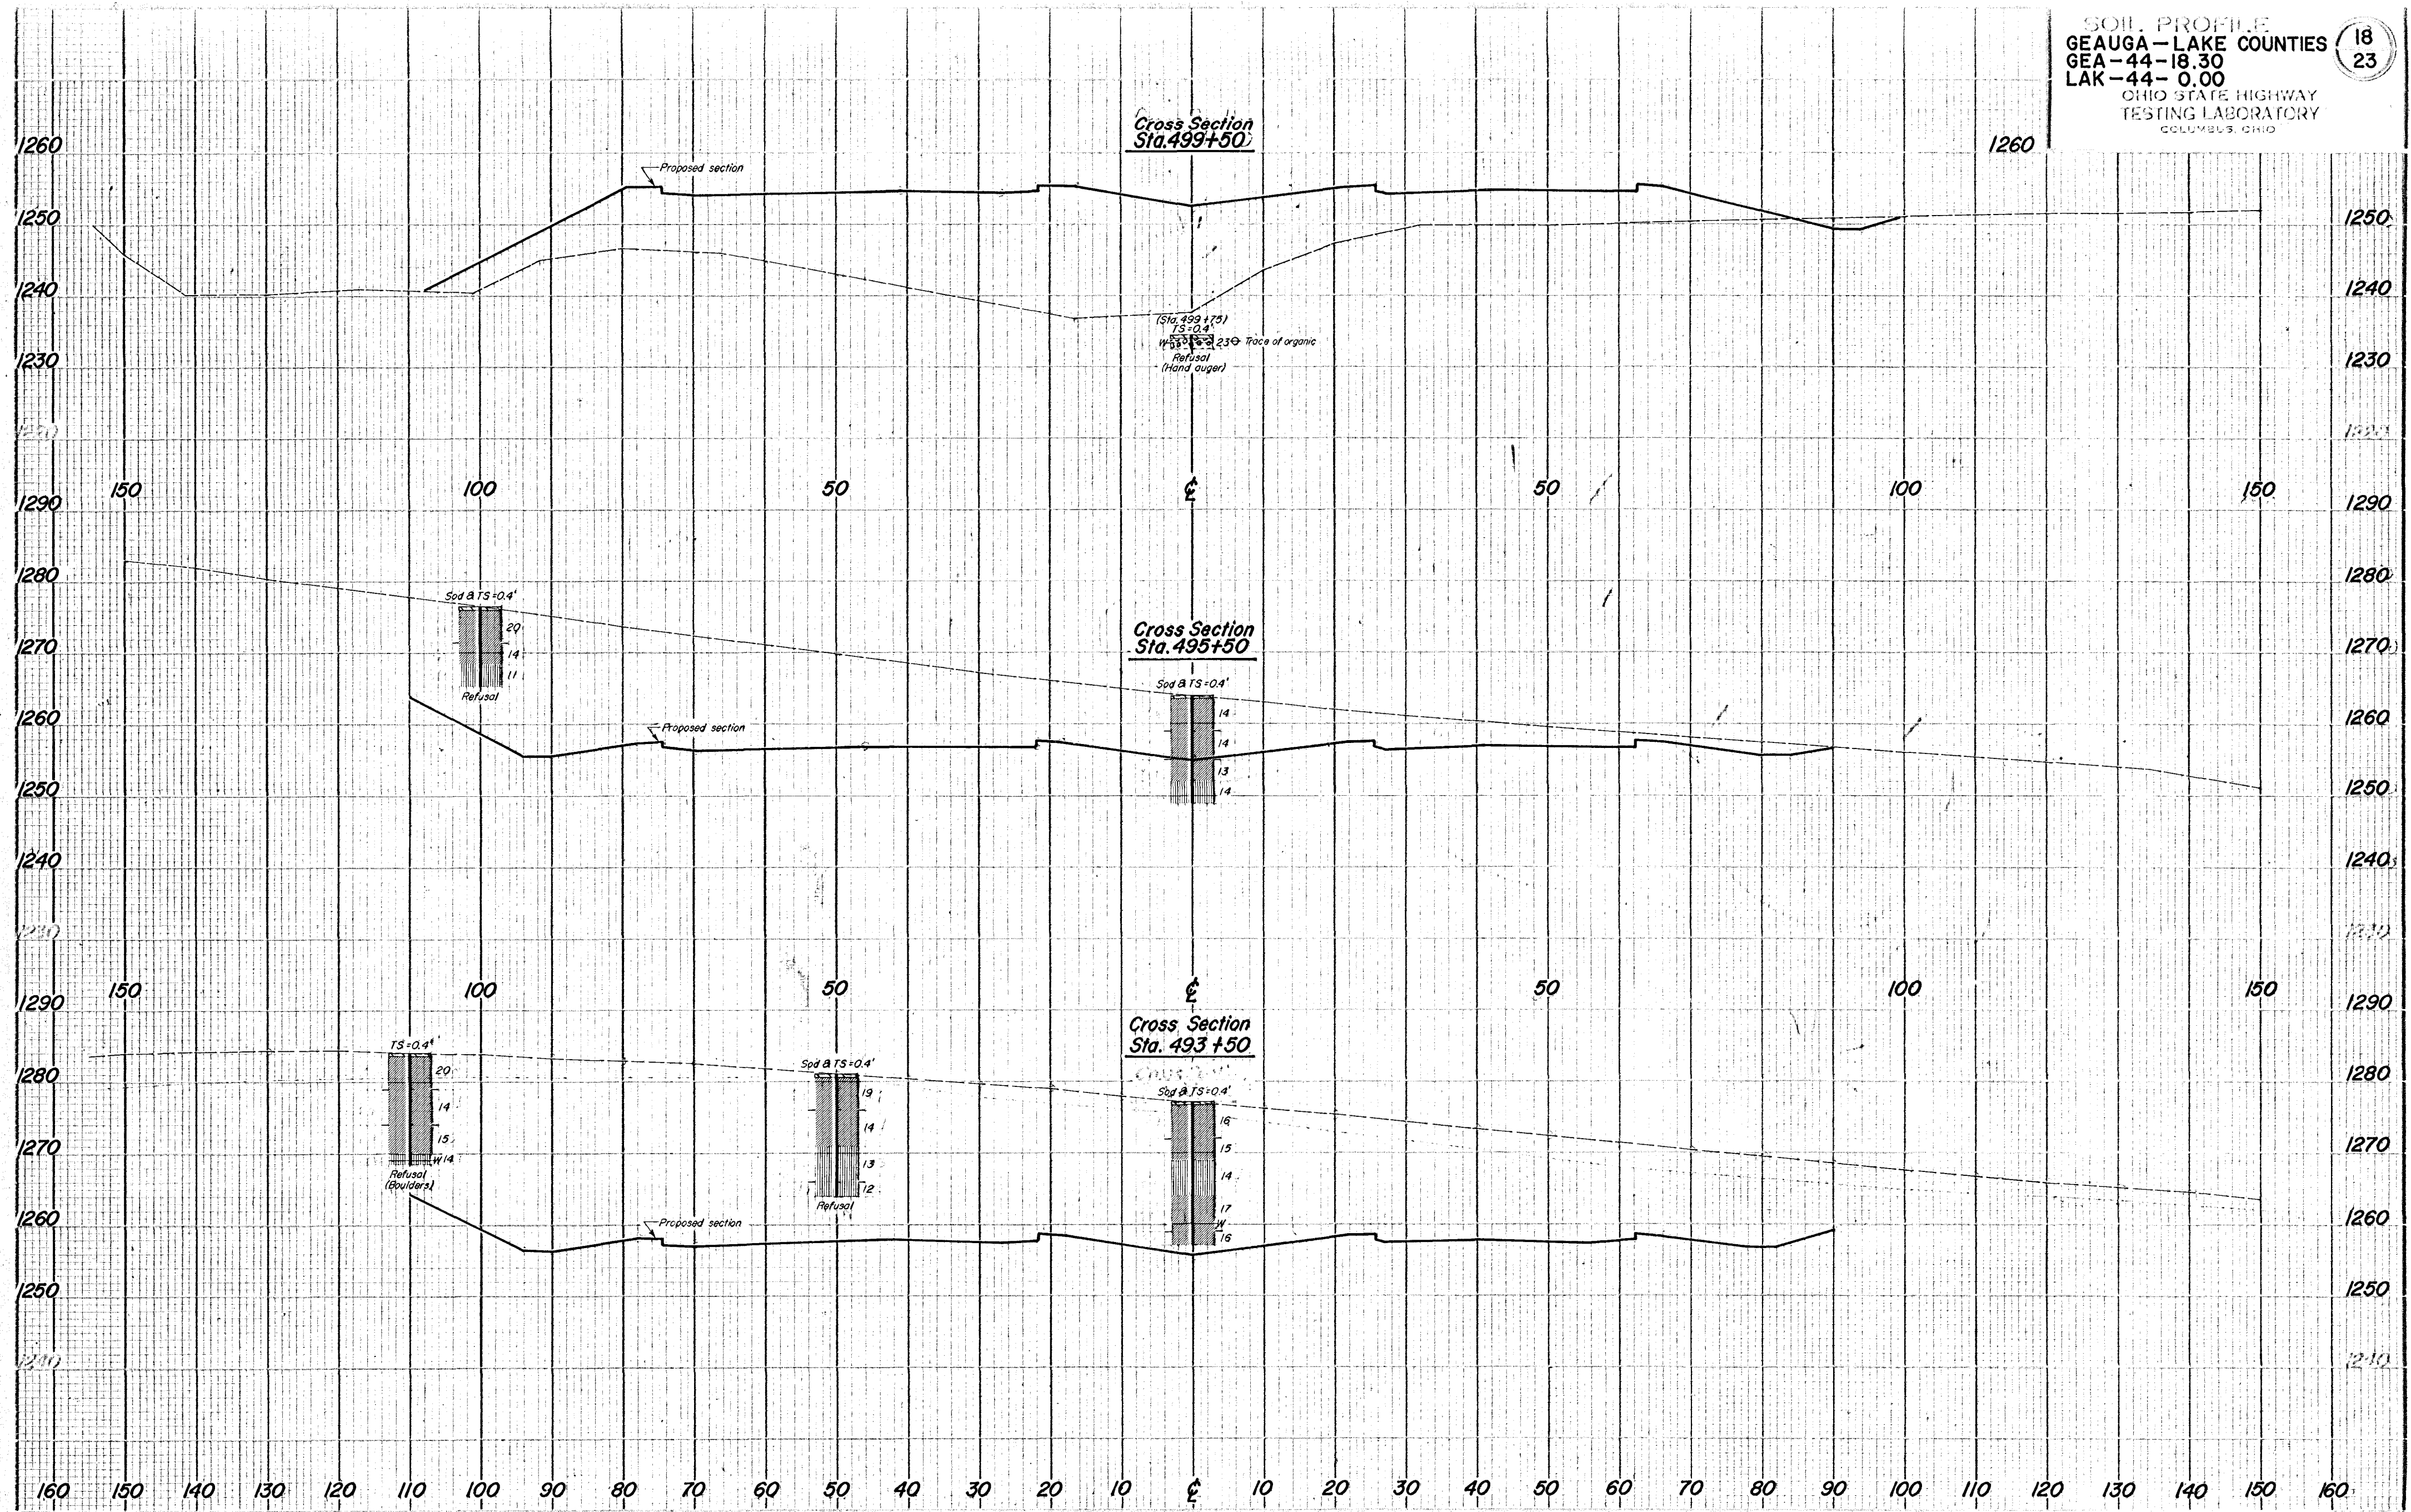 SOIL PROFILE
GEAUGA-LAKE COUNTIES
GEA-44-18.30
LAK-44-0.00
OHIO STATE HIGHWAY
TESTING LABORATORY
COLUMBUS, OHIO
18
23
Cross Section
Sta. 499+50
1260 1260
Proposed section
1250 1250
1240 1240
(Sta. 499+75)
TS=0.4'
W 23 Trace of organic
Refusal
(Hand auger)
1230 1230
1220 1220
150 100 50 ℄ 50 100 150
1290 1290
1280 1280
Sod & TS=0.4'
20
14
11
Refusal
1270 1270
Cross Section
Sta. 495+50
Sod & TS=0.4'
14
14
13
14
1260 1260
Proposed section
1250 1250
1240 1240
1230 1230
150 100 50 ℄ 50 100 150
1290 1290
Cross Section
Sta. 493+50
TS=0.4'
20
14
15
W 14
Refusal
(Boulders)
1280 1280
Sod & TS=0.4'
19
14
13
12
Refusal
Sod & TS=0.4'
16
15
14
17
W
16
1270 1270
1260 1260
Proposed section
1250 1250
1240 1240
160 150 140 130 120 110 100 90 80 70 60 50 40 30 20 10 ℄ 10 20 30 40 50 60 70 80 90 100 110 120 130 140 150 160